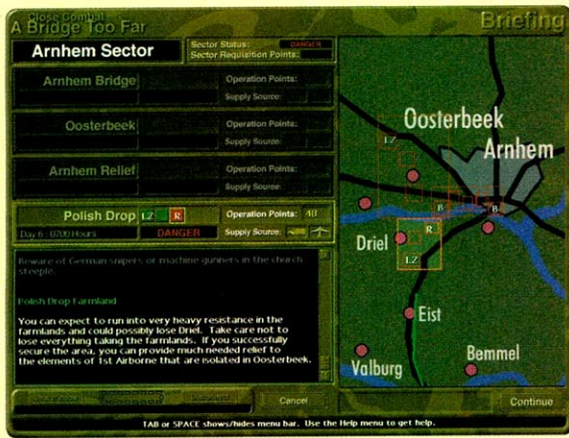 Close Combat
A Bridge Too Far
Briefing
Arnhem Sector
Sector Status: DANGER
Sector Requisition Points:
Arnhem Bridge
Operation Points:
Supply Source:
Oosterbeek
Operation Points:
Supply Source:
Arnhem Relief
Operation Points:
Supply Source:
Polish Drop LZ R
Operation Points: 48
Day 6: 0700 Hours DANGER Supply Source:
Beware of German snipers or machine gunners in the church
steeple.
Polish Drop Farmland
You can expect to run into very heavy resistance in the
farmlands and could possibly lose Driel. Take care not to
lose everything taking the farmlands. If you successfully
secure the area, you can provide much needed relief to
the elements of 1st Airborne that are isolated in Oosterbeek.
Cancel
Continue
TAB or SPACE shows/hides menu bar. Use the Help menu to get help.
Oosterbeek
LZ
Arnhem
B
B
R
Driel
LZ
Elst
Valburg
Bemmel